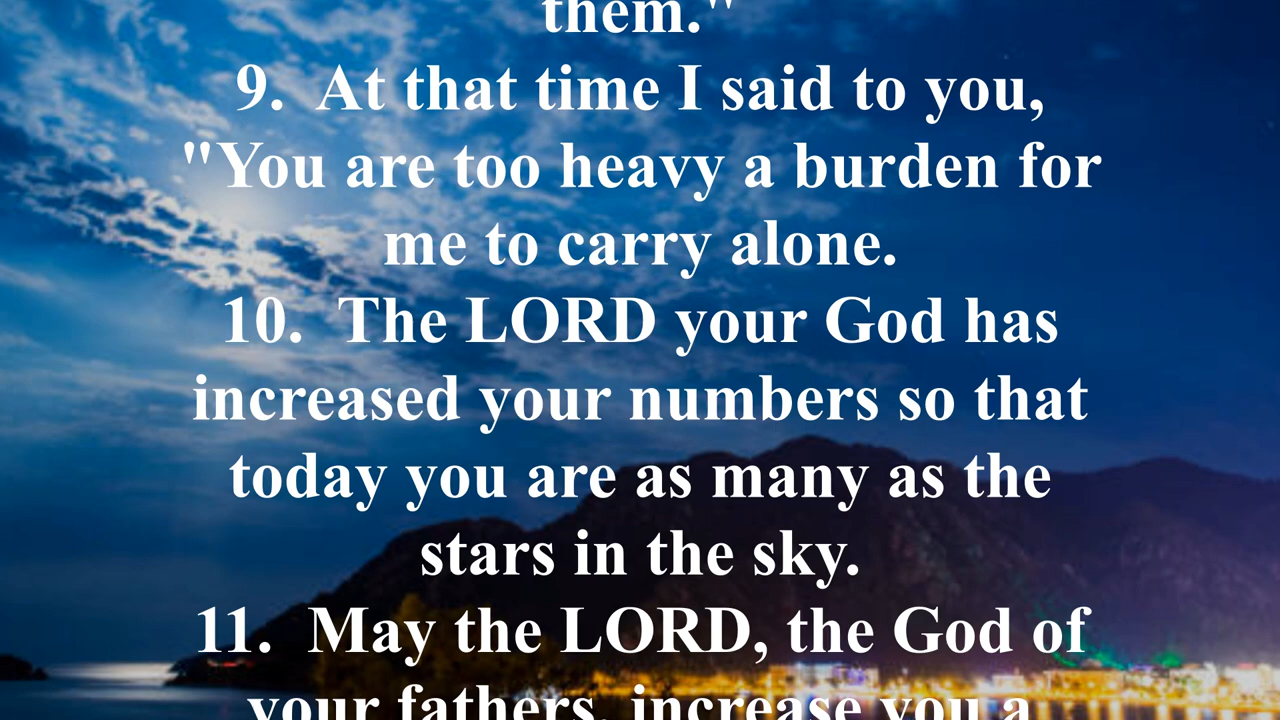 them."
9. At that time I said to you,
"You are too heavy a burden for
me to carry alone.
10. The LORD your God has
increased your numbers so that
today you are as many as the
stars in the sky.
11. May the LORD, the God of
your fathers, increase you a